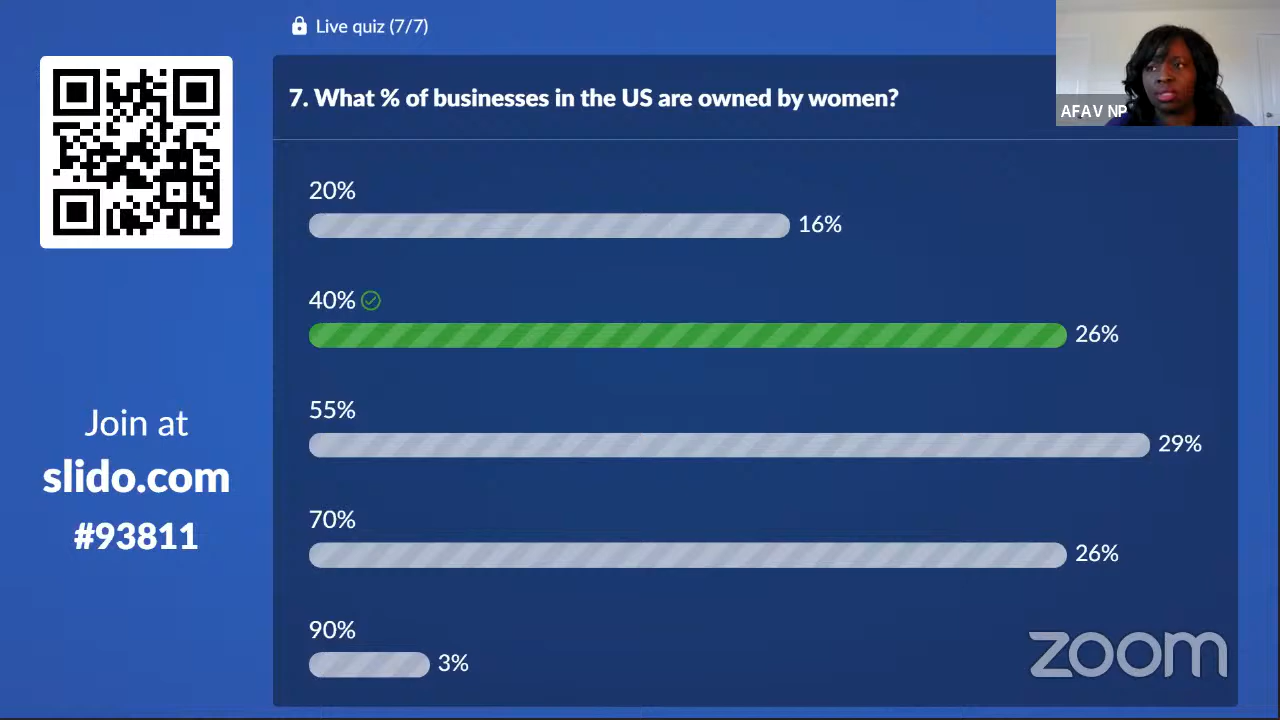 Live quiz (7/7)
7. What % of businesses in the US are owned by women?
AFAV NP
20%
16%
40%
26%
55%
29%
70%
26%
90%
3%
Join at
slido.com
#93811
zoom